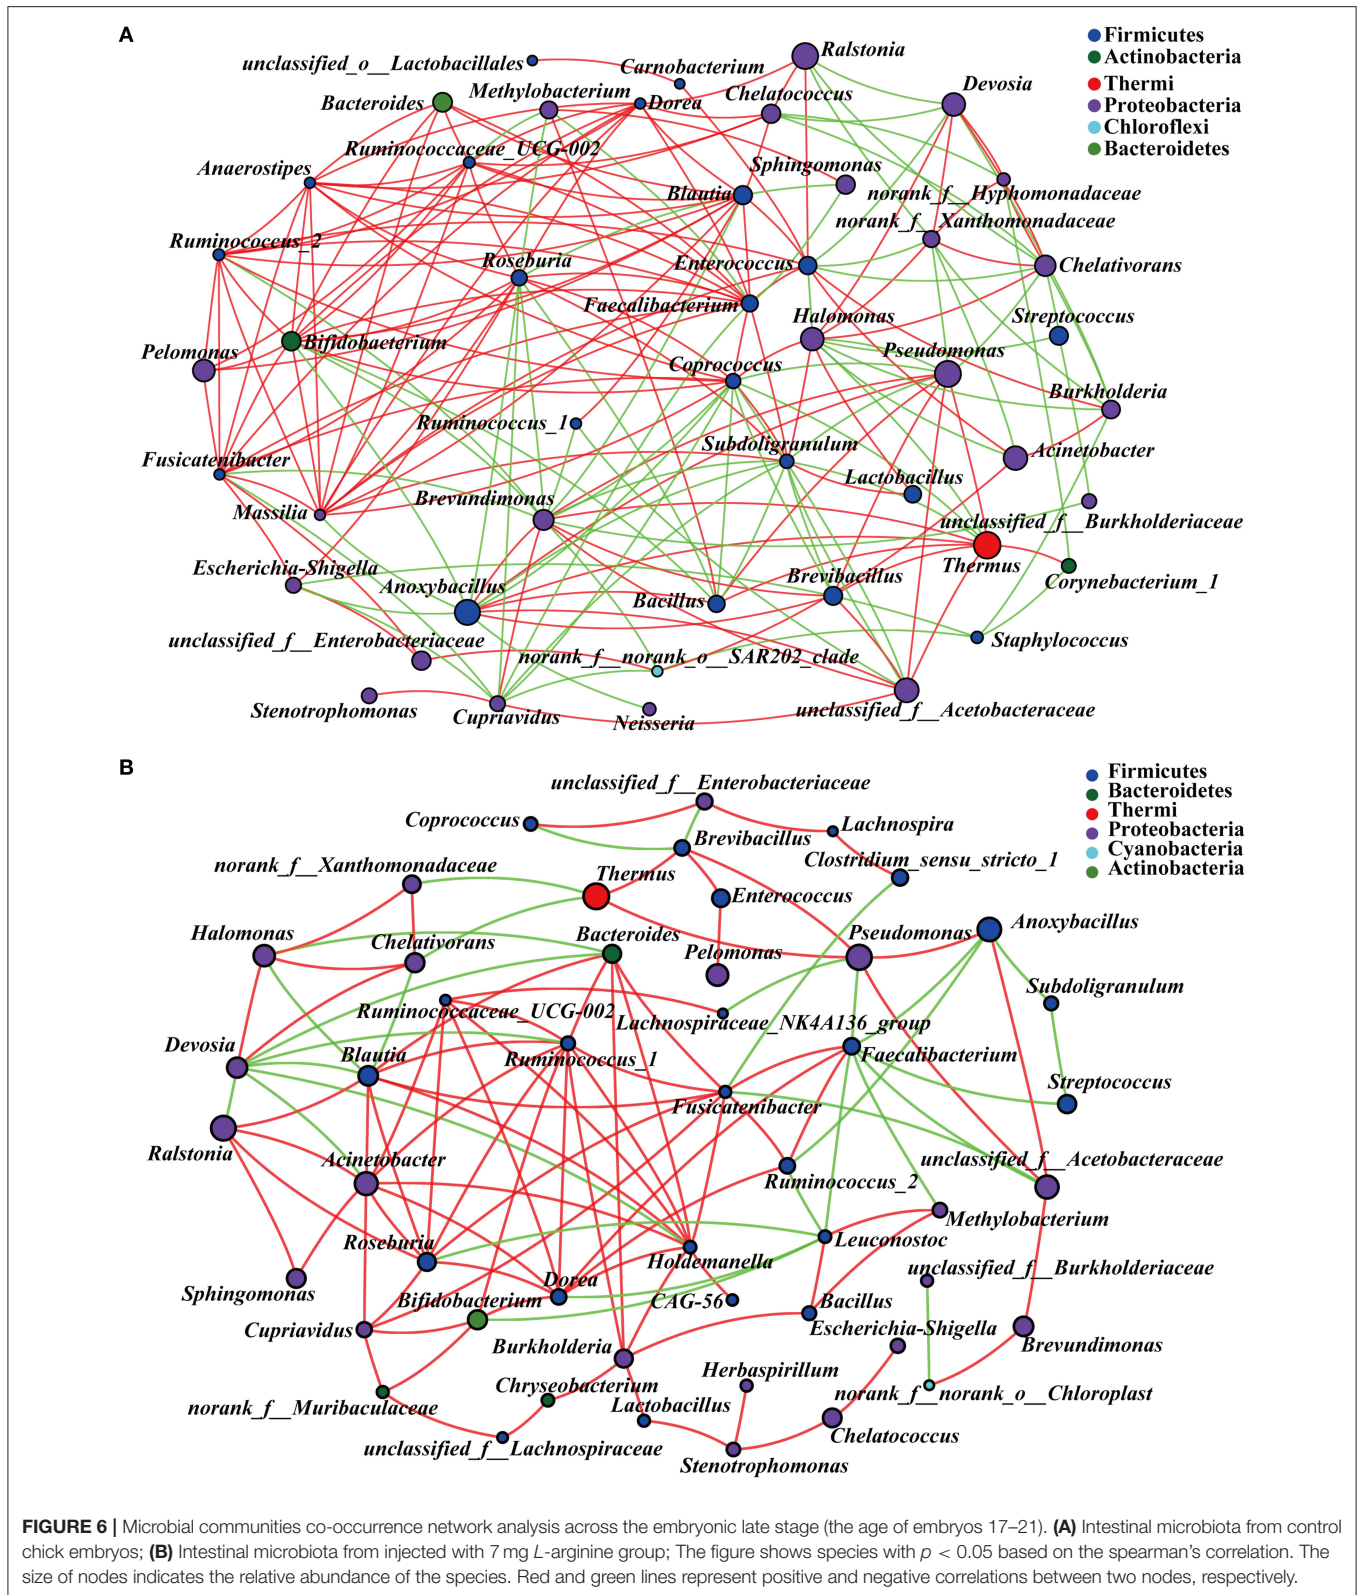 A
Firmicutes
Actinobacteria
Thermi
Proteobacteria
Chloroflexi
Bacteroidetes
Ralstonia
unclassified_o__Lactobacillales
Carnobacterium
Devosia
Methylobacterium
Chelatococcus
Bacteroides
Dorea
Ruminococcaceae_UCG-002
Sphingomonas
Anaerostipes
Blautia
norank_f__Hyphomonadaceae
norank_f__Xanthomonadaceae
Ruminococcus_2
Roseburia
Enterococcus
Chelativorans
Faecalibacterium
Halomonas
Streptococcus
Bifidobacterium
Pelomonas
Pseudomonas
Coprococcus
Burkholderia
Ruminococcus_1
Subdoligranulum
Acinetobacter
Fusicatenibacter
Lactobacillus
Brevundimonas
Massilia
unclassified_f__Burkholderiaceae
Escherichia-Shigella
Thermus
Anoxybacillus
Brevibacillus
Corynebacterium_1
Bacillus
unclassified_f__Enterobacteriaceae
Staphylococcus
norank_f__norank_o__SAR202_clade
Stenotrophomonas
Cupriavidus
Neisseria
unclassified_f__Acetobacteraceae
B
Firmicutes
Bacteroidetes
Thermi
Proteobacteria
Cyanobacteria
Actinobacteria
unclassified_f__Enterobacteriaceae
Coprococcus
Lachnospira
Brevibacillus
norank_f__Xanthomonadaceae
Clostridium_sensu_stricto_1
Thermus
Enterococcus
Halomonas
Chelativorans
Bacteroides
Pseudomonas
Anoxybacillus
Pelomonas
Subdoligranulum
Ruminococcaceae_UCG-002
Lachnospiraceae_NK4A136_group
Devosia
Blautia
Ruminococcus_1
Faecalibacterium
Streptococcus
Fusicatenibacter
Ralstonia
Acinetobacter
unclassified_f__Acetobacteraceae
Ruminococcus_2
Methylobacterium
Roseburia
Leuconostoc
Holdemanella
unclassified_f__Burkholderiaceae
Sphingomonas
Dorea
Bifidobacterium
CAG-56
Bacillus
Cupriavidus
Escherichia-Shigella
Burkholderia
Brevundimonas
Herbaspirillum
Chryseobacterium
norank_f__norank_o__Chloroplast
norank_f__Muribaculaceae
Lactobacillus
Chelatococcus
unclassified_f__Lachnospiraceae
Stenotrophomonas
FIGURE 6 | Microbial communities co-occurrence network analysis across the embryonic late stage (the age of embryos 17–21). (A) Intestinal microbiota from control
chick embryos; (B) Intestinal microbiota from injected with 7 mg L-arginine group; The figure shows species with p < 0.05 based on the spearman's correlation. The
size of nodes indicates the relative abundance of the species. Red and green lines represent positive and negative correlations between two nodes, respectively.